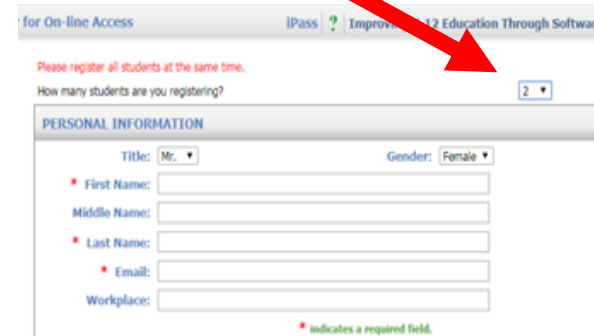 for On-line Access iPass ? Improving 12 Education Through Softwar
Please register all students at the same time.
How many students are you registering? 2
PERSONAL INFORMATION
Title: Mr. Gender: Female
* First Name:
Middle Name:
* Last Name:
* Email:
Workplace:
* indicates a required field.